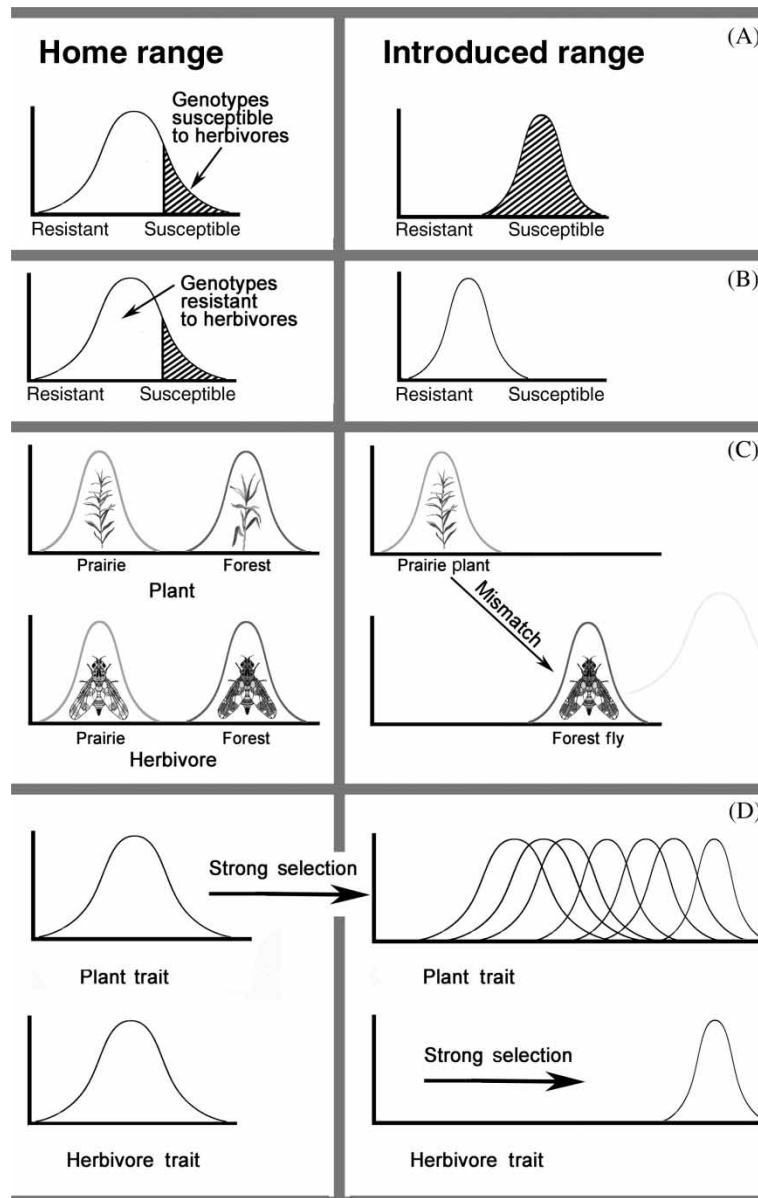 Home range
Introduced range
(A)
Genotypes
susceptible
to herbivores
Resistant
Susceptible
Resistant
Susceptible
(B)
Genotypes
resistant
to herbivores
Resistant
Susceptible
Resistant
Susceptible
(C)
Prairie
Forest
Plant
Prairie
Forest
Herbivore
Prairie plant
Mismatch
Forest fly
(D)
Strong selection
Plant trait
Plant trait
Herbivore trait
Strong selection
Herbivore trait